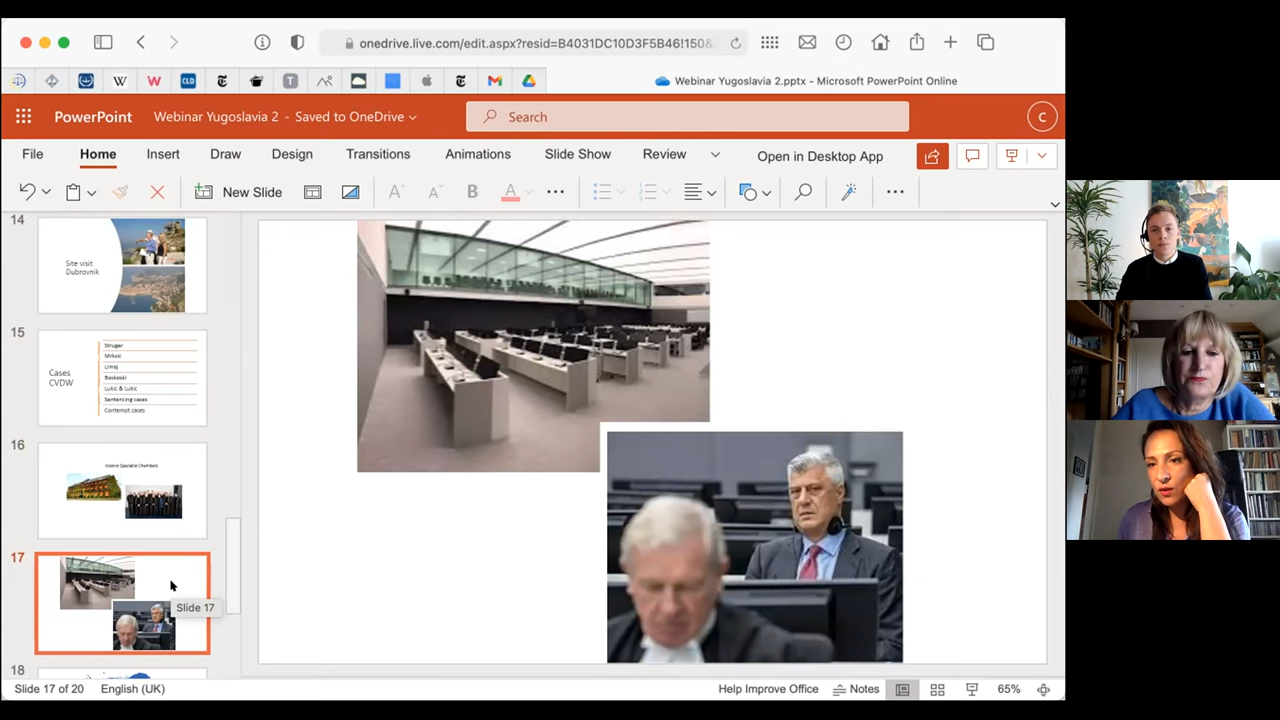 onedrive.live.com/edit.aspx?resid=B4031DC10D3F5B46!150&
W W CLD T T
Webinar Yugoslavia 2.pptx - Microsoft PowerPoint Online
PowerPoint Webinar Yugoslavia 2 - Saved to OneDrive Search C
File Home Insert Draw Design Transitions Animations Slide Show Review Open in Desktop App
New Slide A A B A
14
Site visit
Dubrovnik
15
Cases
CVDW
Struger
Mrksic
Limaj
Boskoski
Lukic & Lukic
Sentencing cases
Contempt cases
16
Kosovo Specialist Chambers
17
Slide 17
18
Slide 17 of 20 English (UK) Help Improve Office Notes 65%